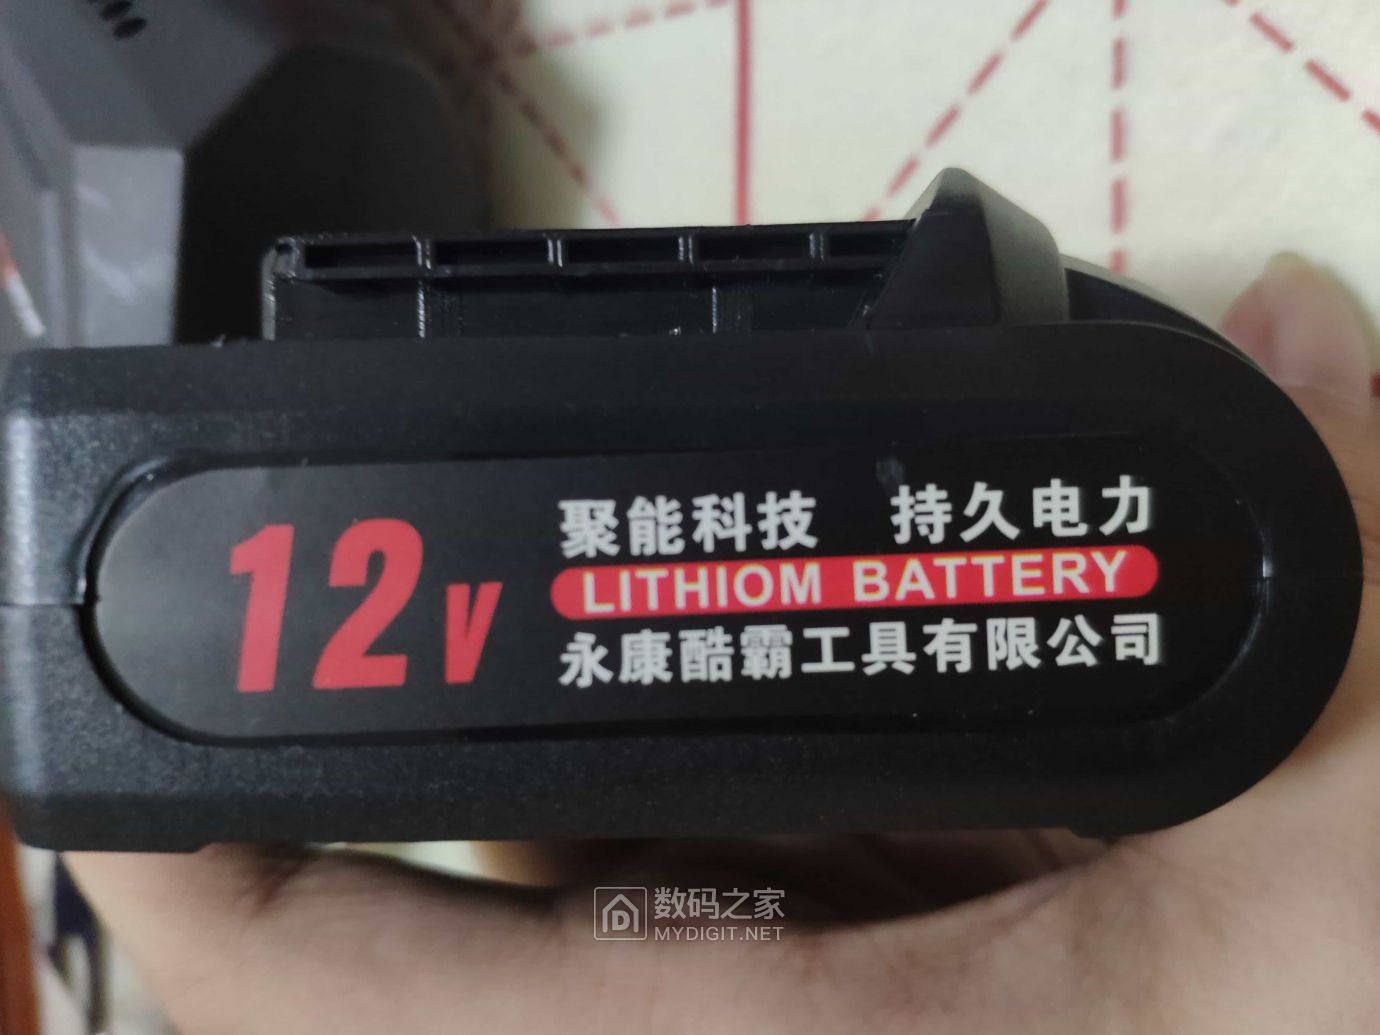 12V
聚能科技 持久电力
LITHIOM BATTERY
永康酷霸工具有限公司
数码之家
MYDIGIT.NET